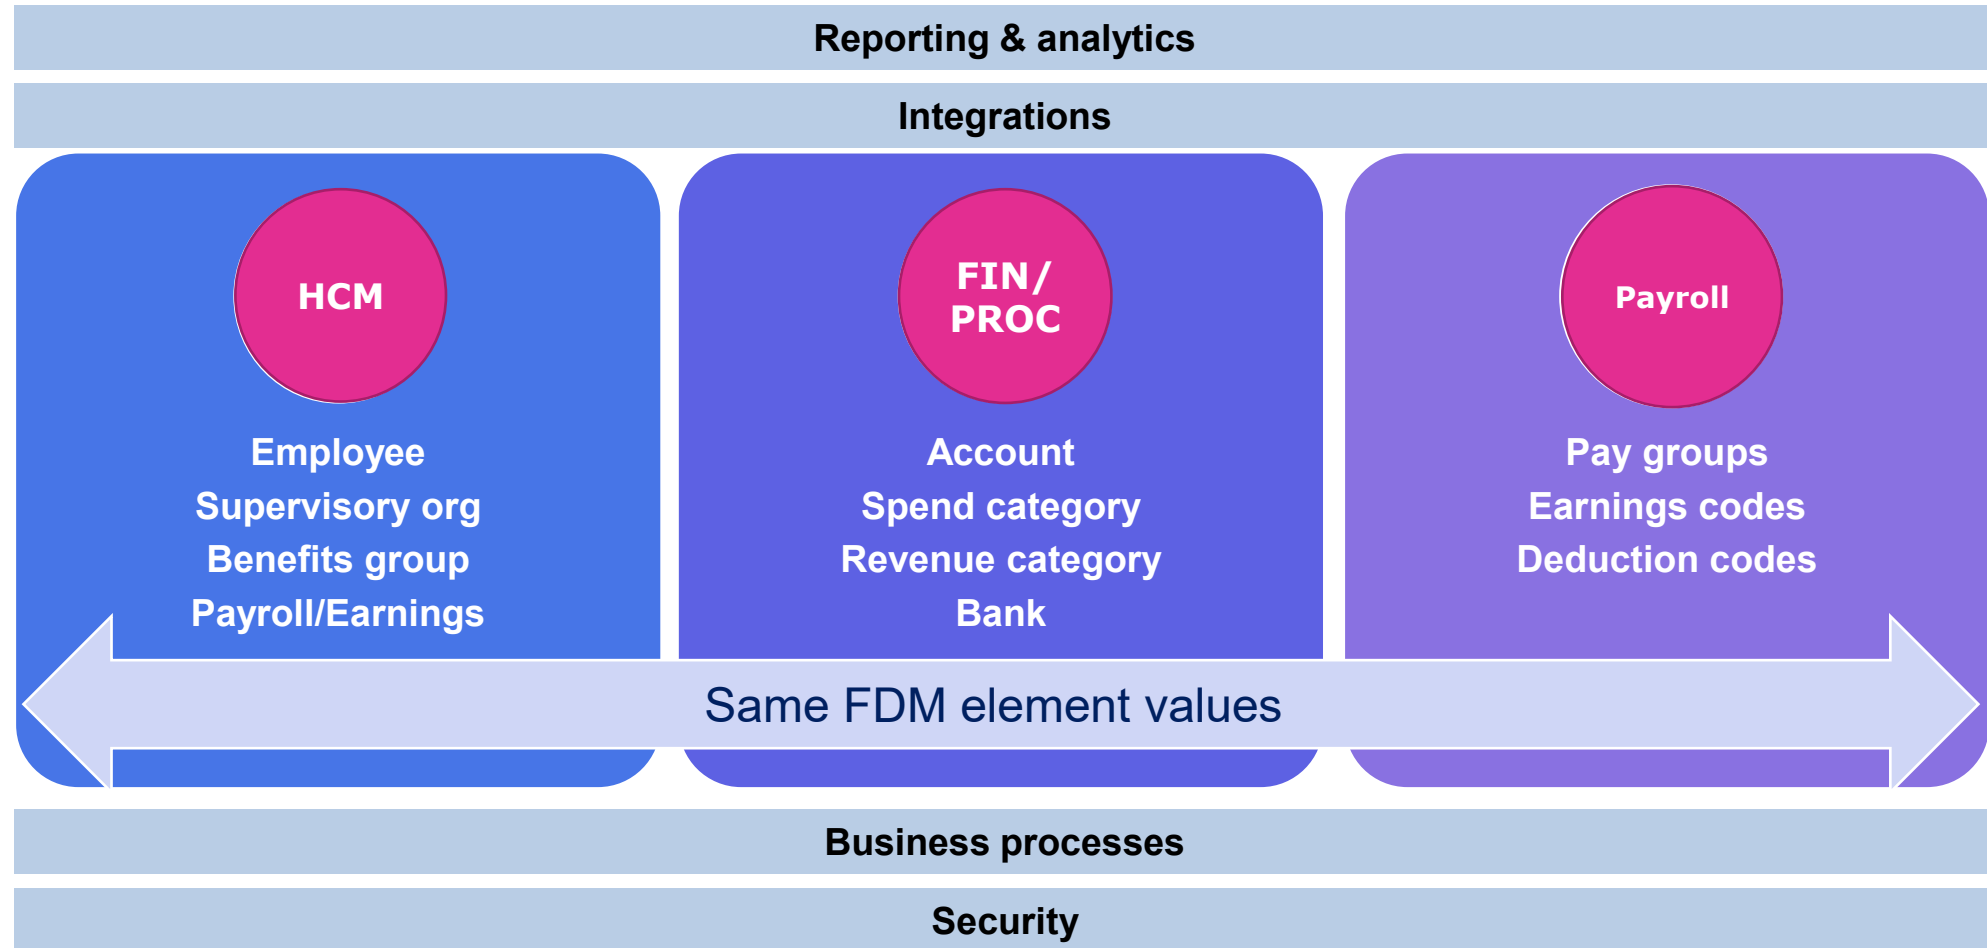 Reporting & analytics
Integrations
HCM
Employee
Supervisory org
Benefits group
Payroll/Earnings
FIN/
PROC
Account
Spend category
Revenue category
Bank
Payroll
Pay groups
Earnings codes
Deduction codes
Same FDM element values
Business processes
Security